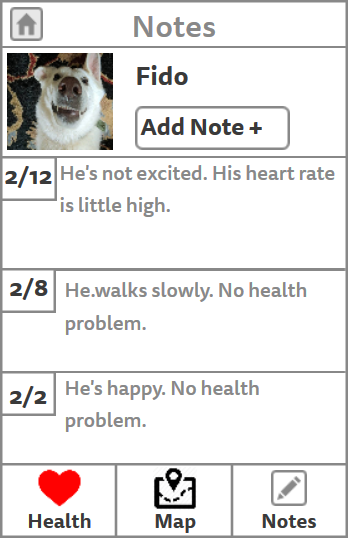 Notes
Fido
Add Note +
2/12
He's not excited. His heart rate
is little high.
2/8
He.walks slowly. No health
problem.
2/2
He's happy. No health
problem.
Health
Map
Notes